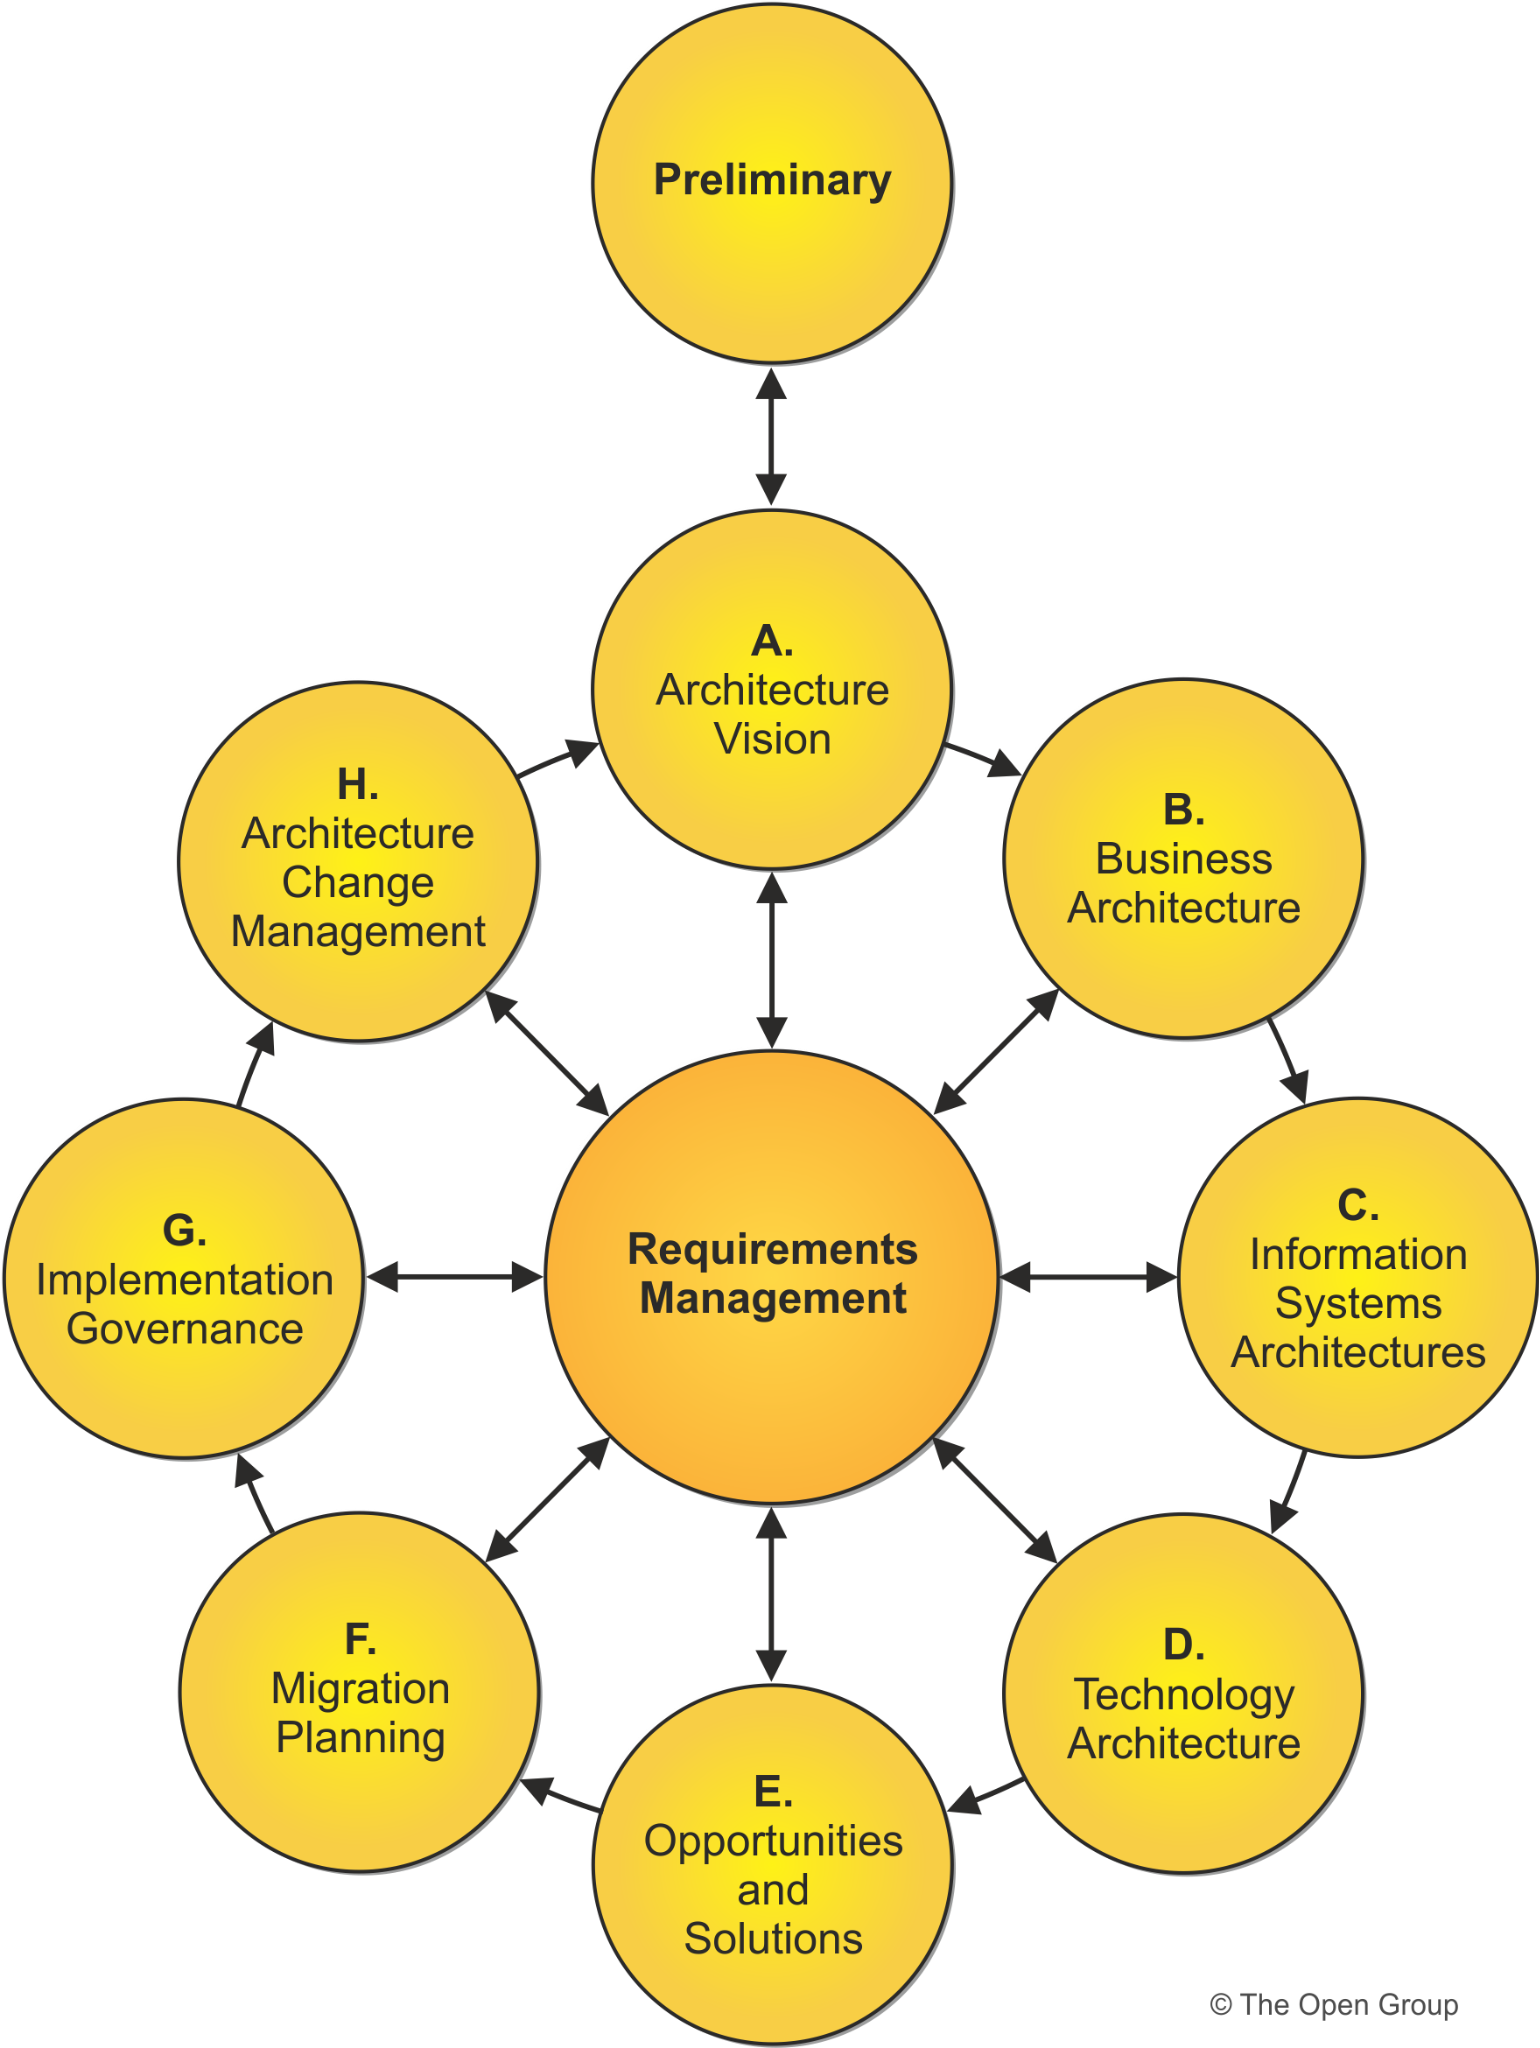 Preliminary
A.
Architecture
Vision
B.
Business
Architecture
C.
Information
Systems
Architectures
D.
Technology
Architecture
E.
Opportunities
and
Solutions
F.
Migration
Planning
G.
Implementation
Governance
H.
Architecture
Change
Management
Requirements
Management
© The Open Group